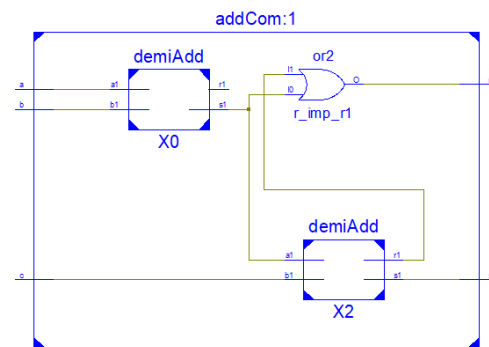 addCom:1
demiAdd
or2
a
a1
r1
I1
O
b
b1
s1
I0
X0
r_imp_r1
demiAdd
a1
r1
c
b1
s1
X2